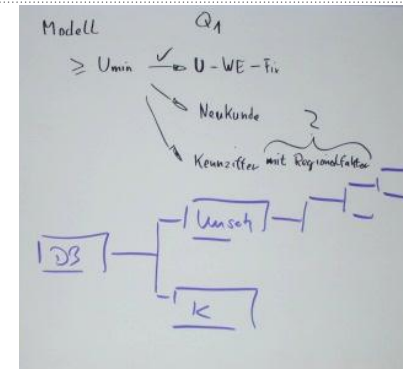 Modell Q1
≥ Umin ✓ U-WE-Fix
Neukunde
2
Kennziffer mit Regionalfaktor
DB
Umsatz
K